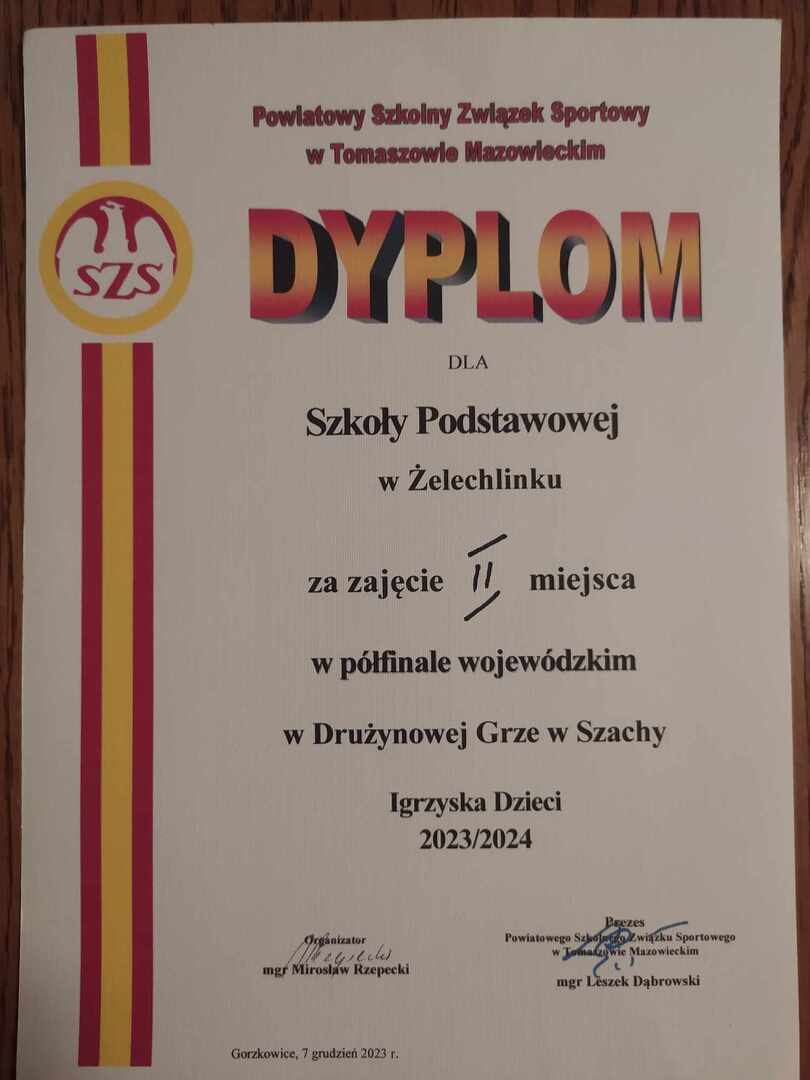 Powiatowy Szkolny Związek Sportowy
w Tomaszowie Mazowieckim
SZS
DYPLOM
DLA
Szkoły Podstawowej
w Żelechlinku
za zajęcie II miejsca
w półfinale wojewódzkim
w Drużynowej Grze w Szachy
Igrzyska Dzieci
2023/2024
Organizator
mgr Mirosław Rzepecki
Prezes
Powiatowego Szkolnego Związku Sportowego
w Tomaszowie Mazowieckim
mgr Leszek Dąbrowski
Gorzkowice, 7 grudzień 2023 r.